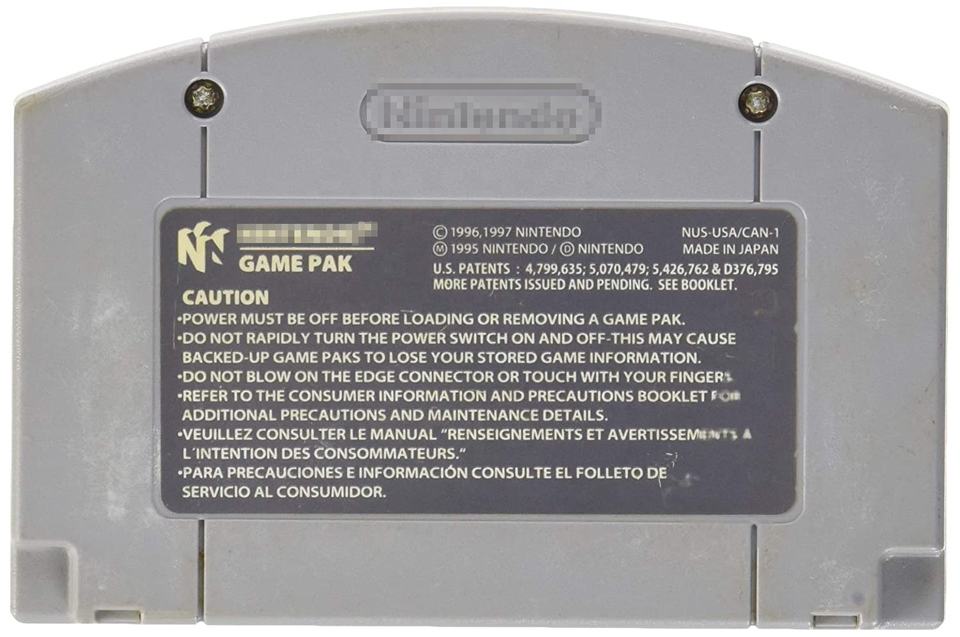 GAME PAK
© 1996,1997 NINTENDO
Ⓜ 1995 NINTENDO / Ⓓ NINTENDO
NUS-USA/CAN-1
MADE IN JAPAN
U.S. PATENTS : 4,799,635; 5,070,479; 5,426,762 & D376,795
MORE PATENTS ISSUED AND PENDING. SEE BOOKLET.
CAUTION
•POWER MUST BE OFF BEFORE LOADING OR REMOVING A GAME PAK.
•DO NOT RAPIDLY TURN THE POWER SWITCH ON AND OFF-THIS MAY CAUSE
BACKED-UP GAME PAKS TO LOSE YOUR STORED GAME INFORMATION.
•DO NOT BLOW ON THE EDGE CONNECTOR OR TOUCH WITH YOUR
•REFER TO THE CONSUMER INFORMATION AND PRECAUTIONS BOOKLET
ADDITIONAL PRECAUTIONS AND MAINTENANCE DETAILS.
•VEUILLEZ CONSULTER LE MANUAL "RENSEIGNEMENTS ET AVERTISSEMENTS A
L'INTENTION DES CONSOMMATEURS."
•PARA PRECAUCIONES E INFORMACIÓN CONSULTE EL FOLLETO DE
SERVICIO AL CONSUMIDOR.